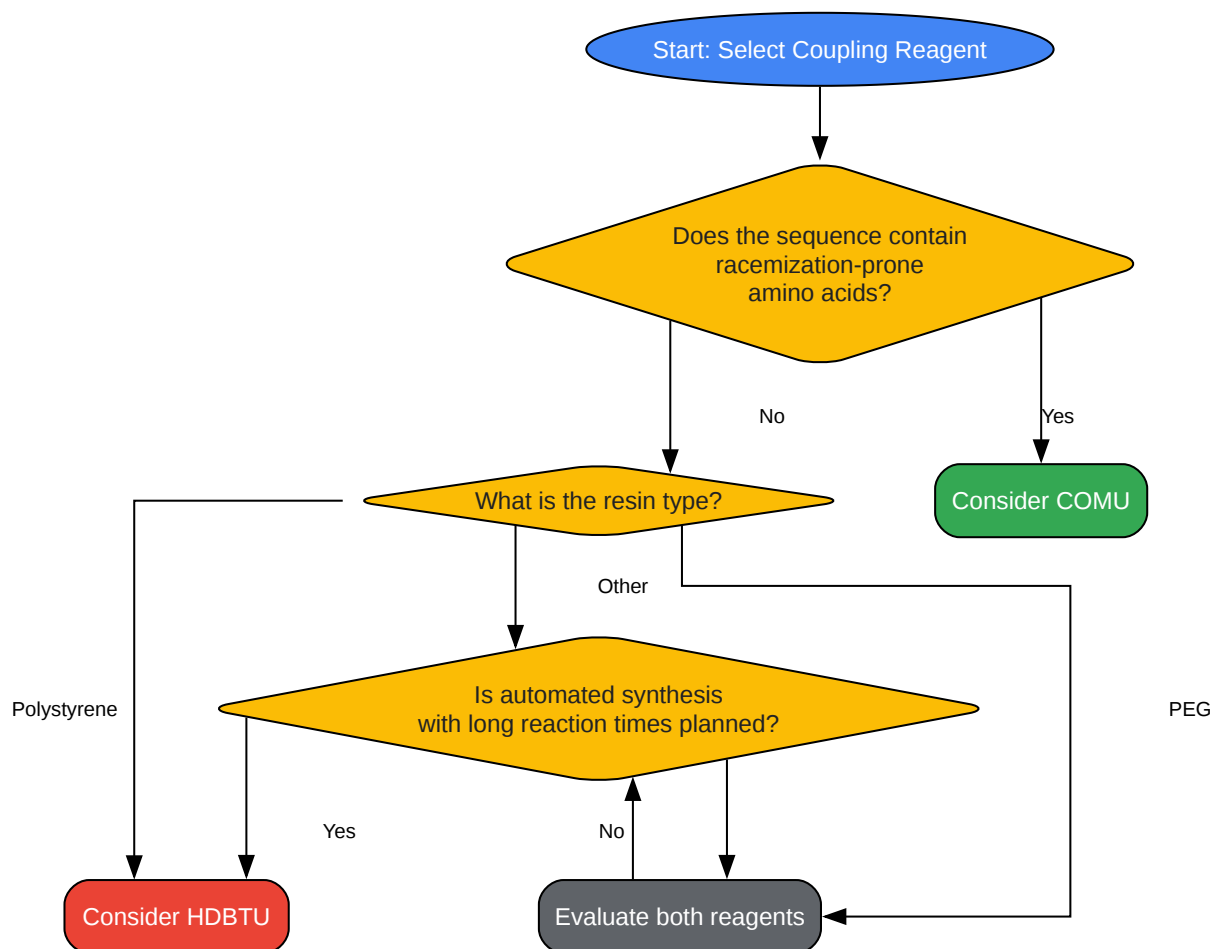 Start: Select Coupling Reagent
Does the sequence contain
racemization-prone
amino acids?
No
Yes
What is the resin type?
Consider COMU
Other
Polystyrene
Is automated synthesis
with long reaction times planned?
PEG
Yes
No
Consider HDBTU
Evaluate both reagents